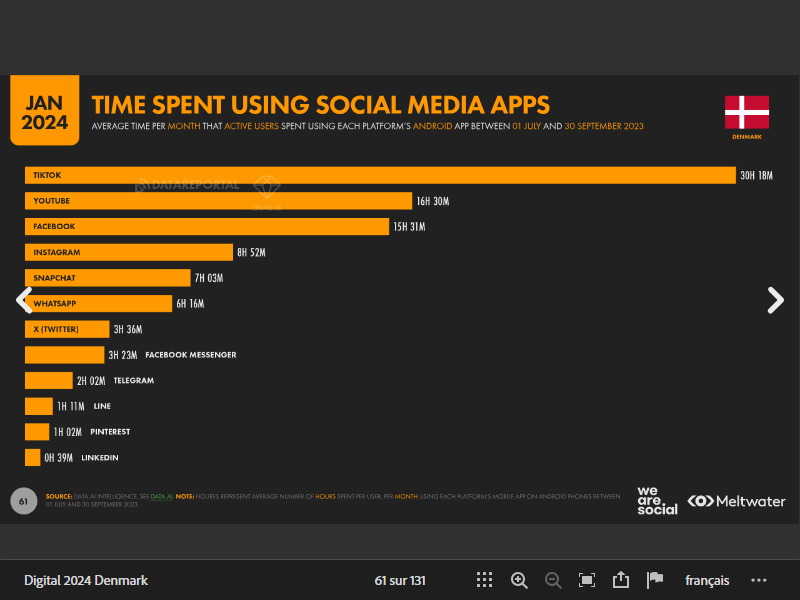 JAN
2024
TIME SPENT USING SOCIAL MEDIA APPS
AVERAGE TIME PER MONTH THAT ACTIVE USERS SPENT USING EACH PLATFORM'S ANDROID APP BETWEEN 01 JULY AND 30 SEPTEMBER 2023
DENMARK
TIKTOK 30H 18M
DATAREPORTAL
YOUTUBE 16H 30M
data.ai
FACEBOOK 15H 31M
INSTAGRAM 8H 52M
SNAPCHAT 7H 03M
WHATSAPP 6H 16M
X (TWITTER) 3H 36M
3H 23M FACEBOOK MESSENGER
2H 02M TELEGRAM
1H 11M LINE
1H 02M PINTEREST
0H 39M LINKEDIN
61
SOURCE: DATA.AI INTELLIGENCE. SEE DATA.AI. NOTE: FIGURES REPRESENT AVERAGE NUMBER OF HOURS SPENT PER USER, PER MONTH USING EACH PLATFORM'S MOBILE APP ON ANDROID PHONES BETWEEN
01 JULY AND 30 SEPTEMBER 2023.
we
are
social
Meltwater
Digital 2024 Denmark
61 sur 131
français